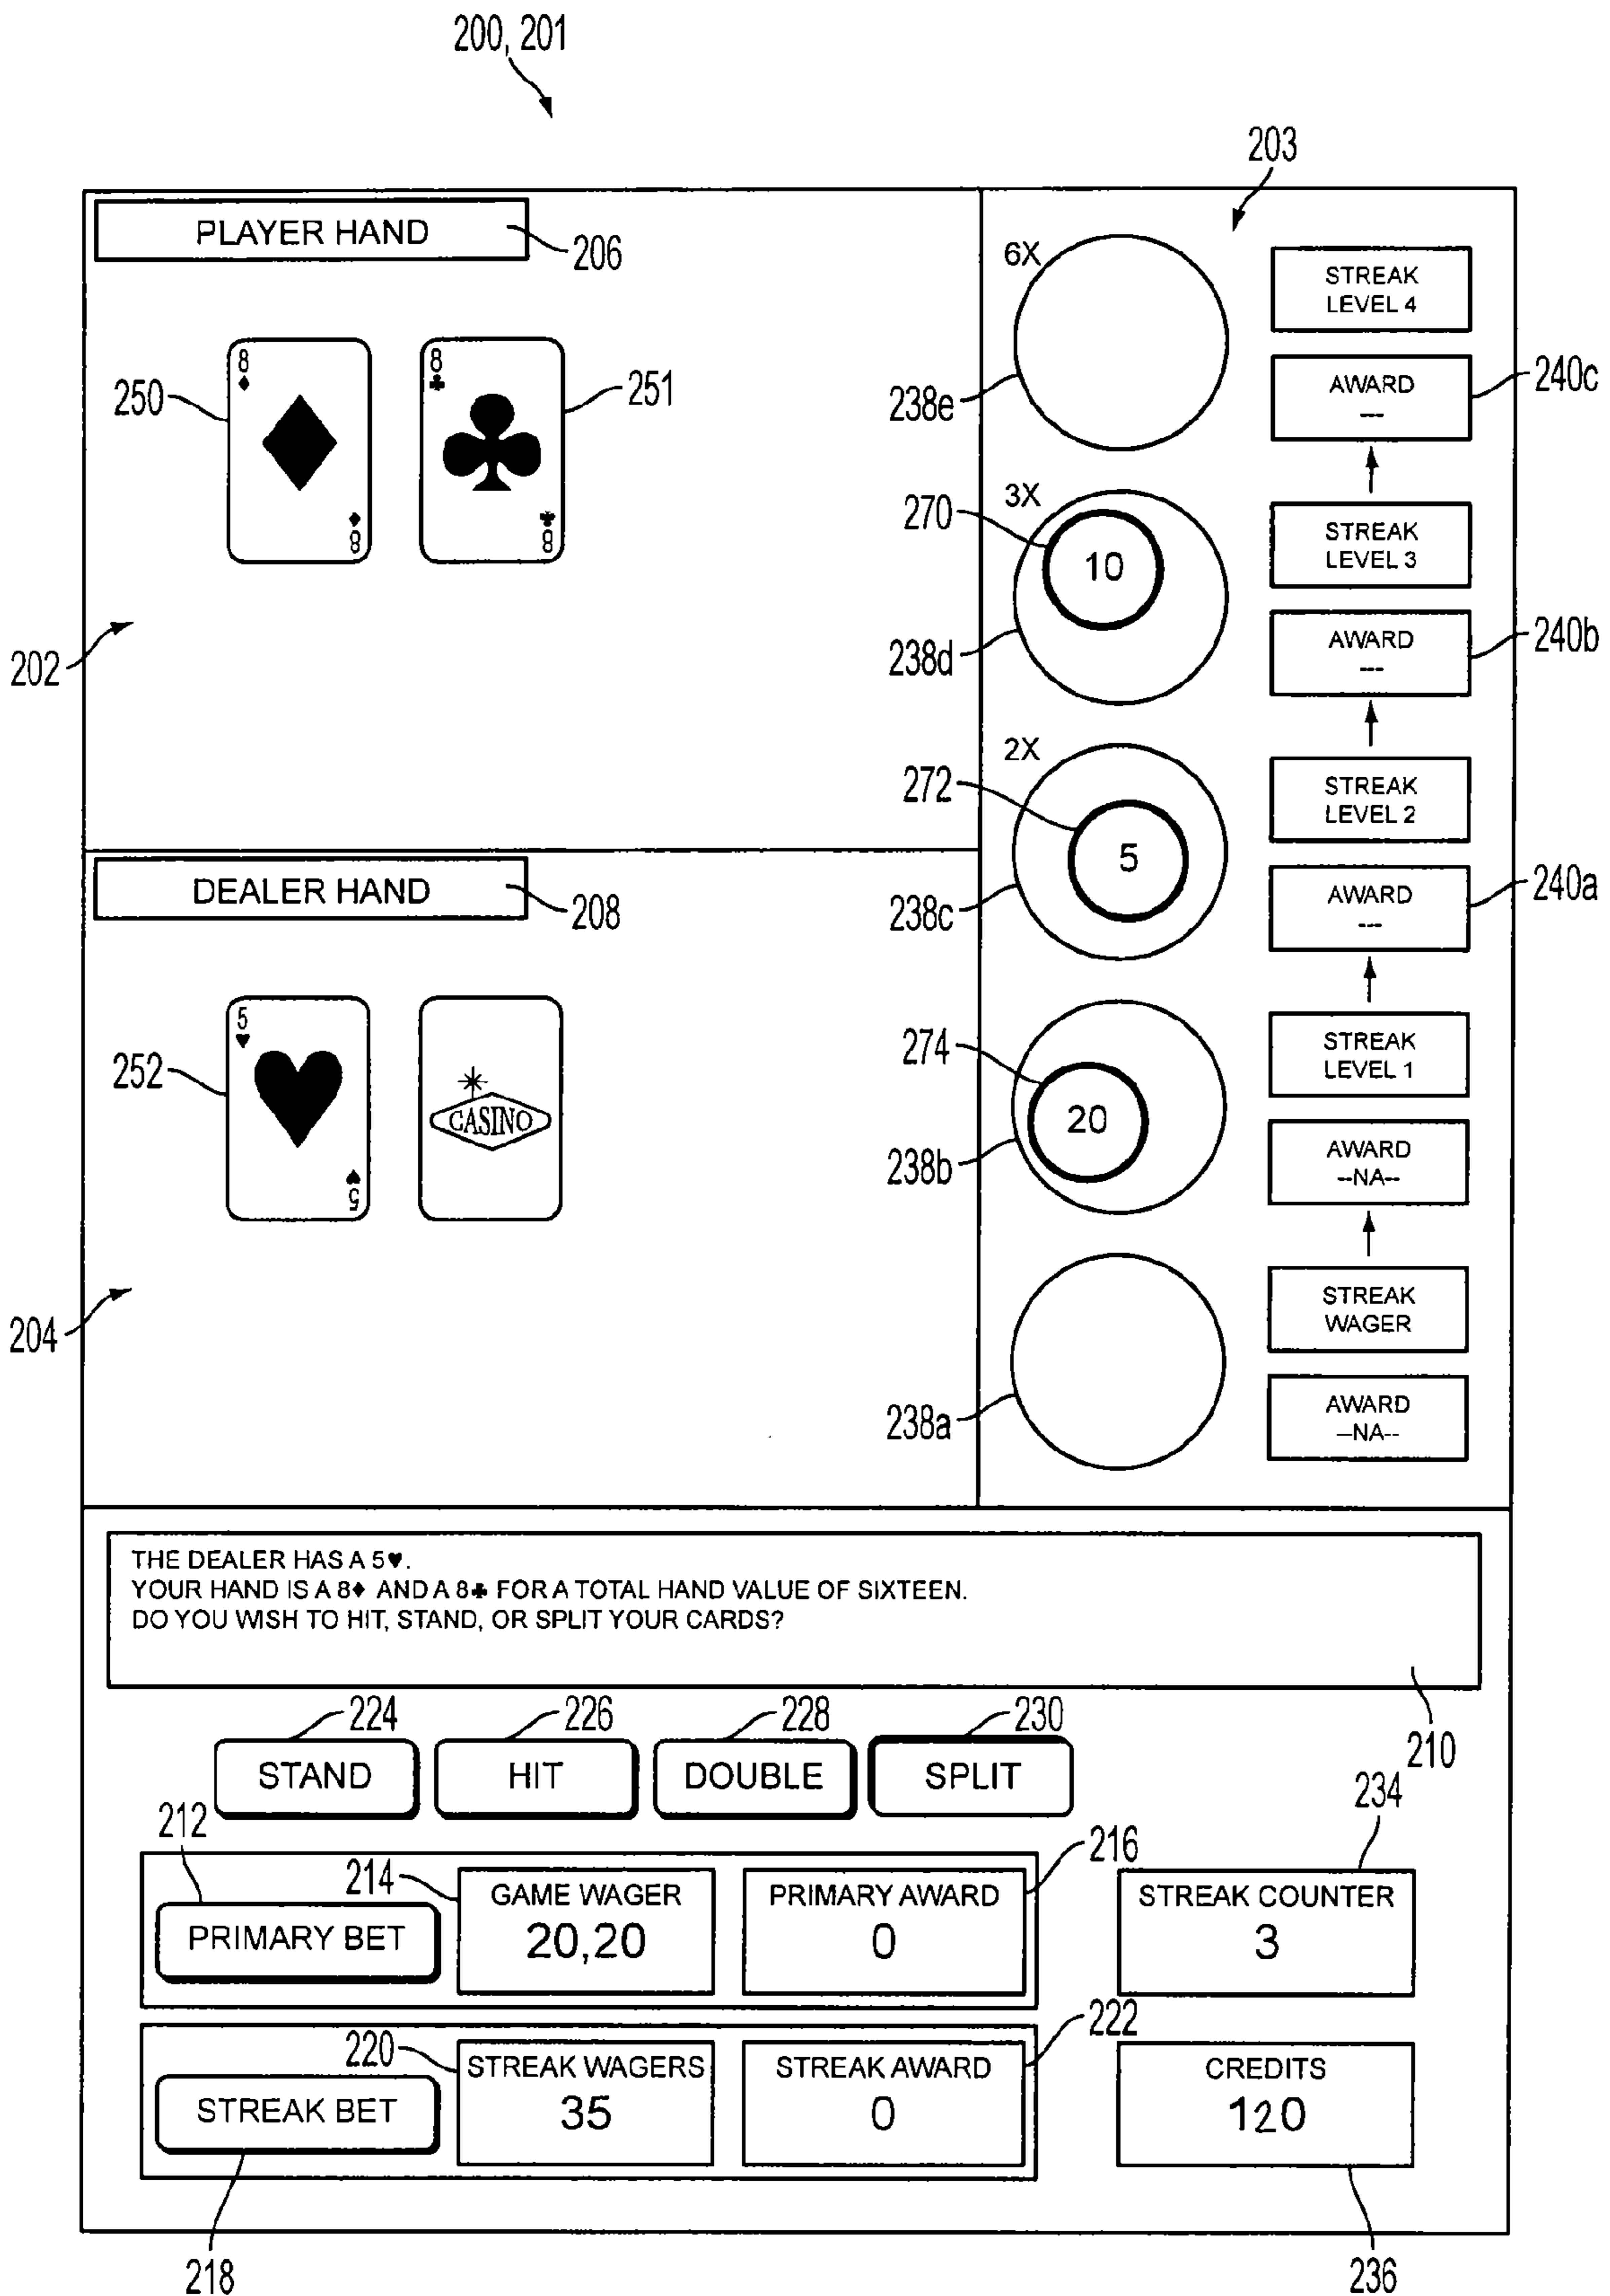 200, 201
203
PLAYER HAND
206
8♦
8♦
250
8♣
8♣
251
202
DEALER HAND
208
5♥
5♥
252
CASINO
204
6X
238e
STREAK
LEVEL 4
AWARD
---
240c
3X
270
10
238d
STREAK
LEVEL 3
AWARD
---
240b
2X
272
5
238c
STREAK
LEVEL 2
AWARD
---
240a
274
20
238b
STREAK
LEVEL 1
AWARD
--NA--
238a
STREAK
WAGER
AWARD
--NA--
THE DEALER HAS A 5♥.
YOUR HAND IS A 8♦ AND A 8♣ FOR A TOTAL HAND VALUE OF SIXTEEN.
DO YOU WISH TO HIT, STAND, OR SPLIT YOUR CARDS?
210
224
226
228
230
STAND
HIT
DOUBLE
SPLIT
212
PRIMARY BET
214
GAME WAGER
20,20
216
PRIMARY AWARD
0
234
STREAK COUNTER
3
218
STREAK BET
220
STREAK WAGERS
35
222
STREAK AWARD
0
CREDITS
120
236